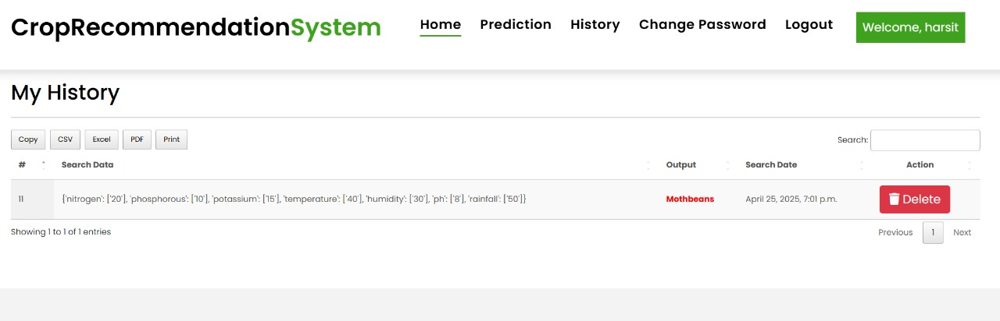 CropRecommendationSystem Home Prediction History Change Password Logout Welcome, harsit
My History
Copy CSV Excel PDF Print Search:
# Search Data Output Search Date Action
11 {'nitrogen': ['20'], 'phosphorous': ['10'], 'potassium': ['15'], 'temperature': ['40'], 'humidity': ['30'], 'ph': ['8'], 'rainfall': ['50']} Mothbeans April 25, 2025, 7:01 p.m. Delete
Showing 1 to 1 of 1 entries Previous 1 Next